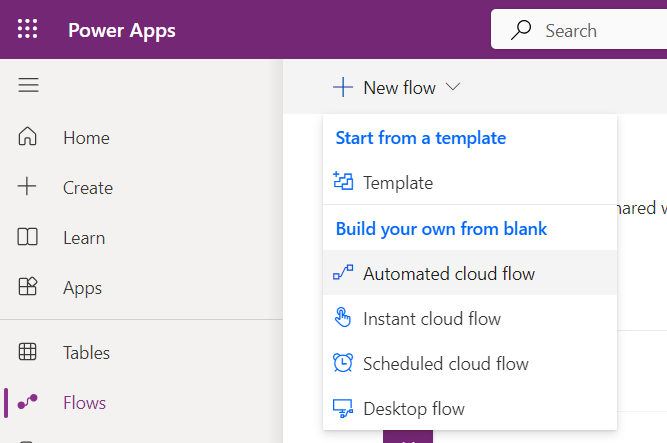 Power Apps
Search
New flow
Home
Create
Learn
Apps
Tables
Flows
Start from a template
Template
Build your own from blank
Automated cloud flow
Instant cloud flow
Scheduled cloud flow
Desktop flow